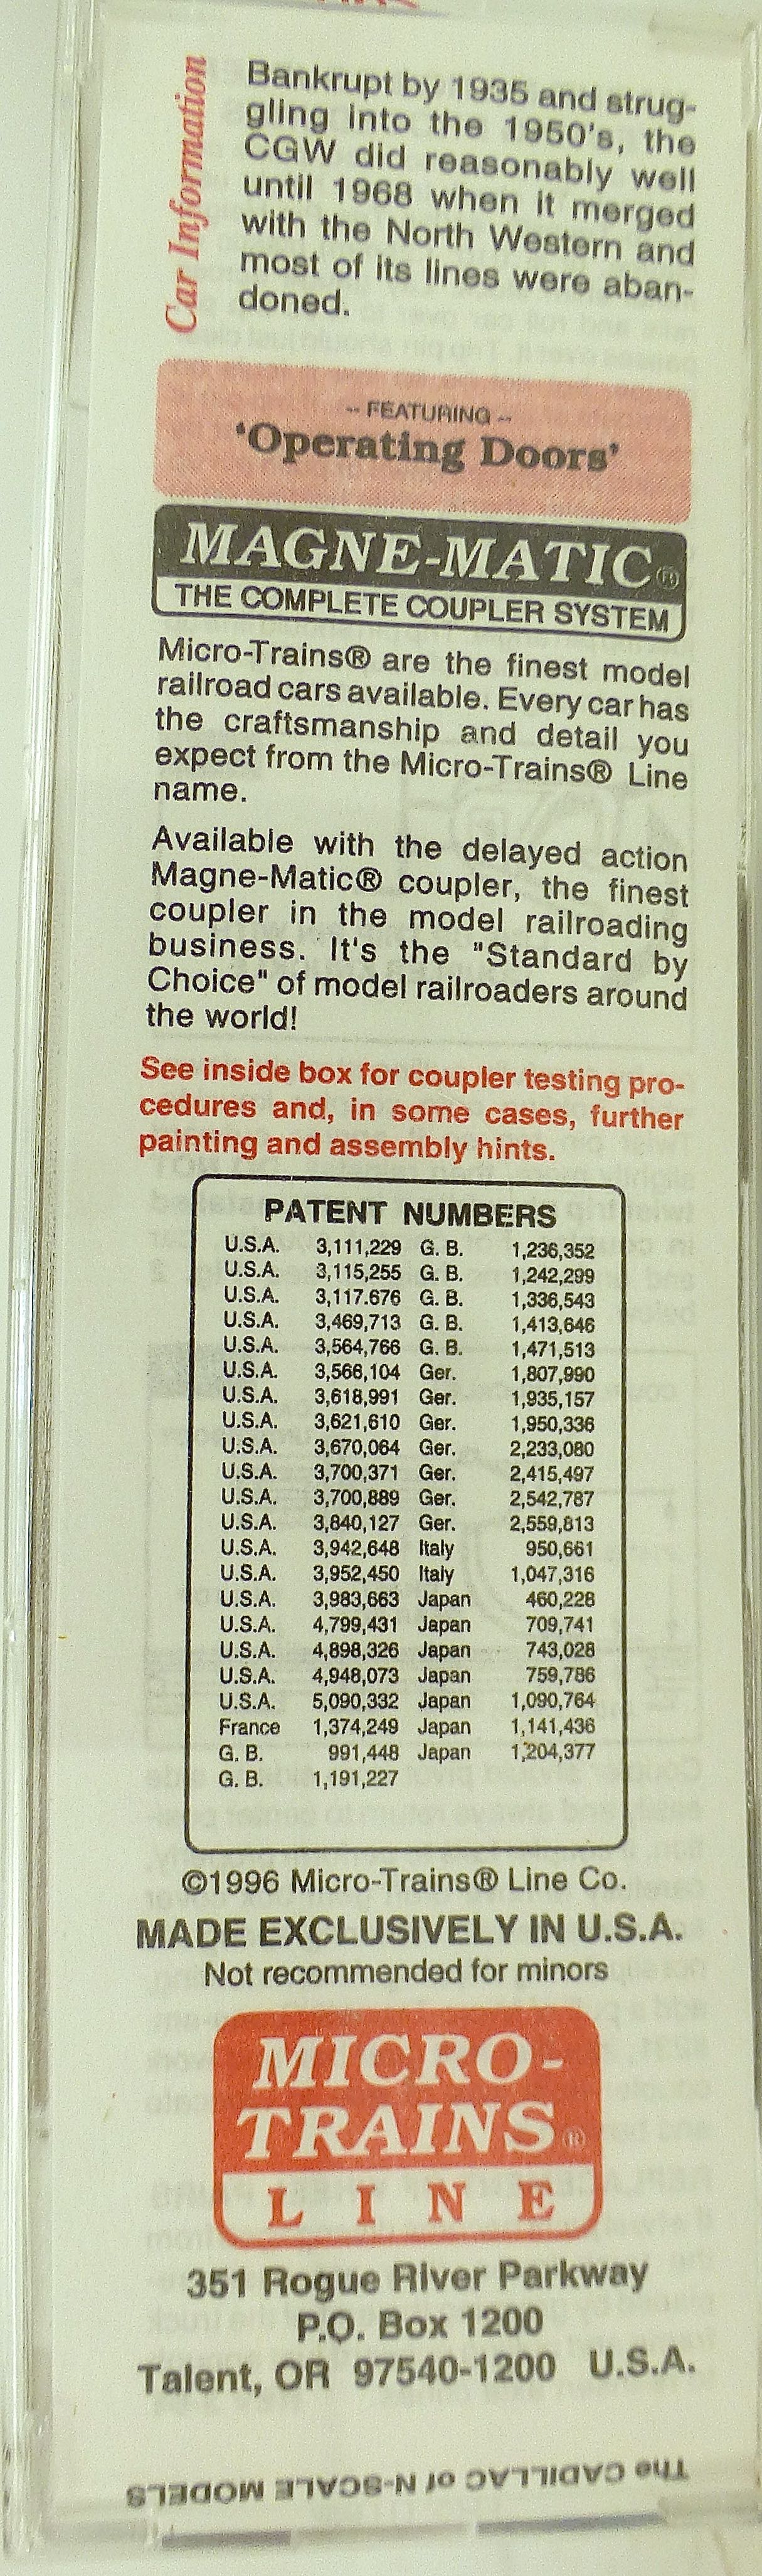 Car Information
Bankrupt by 1935 and strug-
gling into the 1950's, the
CGW did reasonably well
until 1968 when it merged
with the North Western and
most of its lines were aban-
doned.
-- FEATURING --
'Operating Doors'
MAGNE-MATIC®
THE COMPLETE COUPLER SYSTEM
Micro-Trains® are the finest model
railroad cars available. Every car has
the craftsmanship and detail you
expect from the Micro-Trains® Line
name.
Available with the delayed action
Magne-Matic® coupler, the finest
coupler in the model railroading
business. It's the "Standard by
Choice" of model railroaders around
the world!
See inside box for coupler testing pro-
cedures and, in some cases, further
painting and assembly hints.
PATENT NUMBERS
U.S.A. 3,111,229 G. B. 1,236,352
U.S.A. 3,115,255 G. B. 1,242,299
U.S.A. 3,117.676 G. B. 1,336,543
U.S.A. 3,469,713 G. B. 1,413,646
U.S.A. 3,564,766 G. B. 1,471,513
U.S.A. 3,566,104 Ger. 1,807,990
U.S.A. 3,618,991 Ger. 1,935,157
U.S.A. 3,621,610 Ger. 1,950,336
U.S.A. 3,670,064 Ger. 2,233,080
U.S.A. 3,700,371 Ger. 2,415,497
U.S.A. 3,700,889 Ger. 2,542,787
U.S.A. 3,840,127 Ger. 2,559,813
U.S.A. 3,942,648 Italy 950,661
U.S.A. 3,952,450 Italy 1,047,316
U.S.A. 3,983,663 Japan 460,228
U.S.A. 4,799,431 Japan 709,741
U.S.A. 4,898,326 Japan 743,028
U.S.A. 4,948,073 Japan 759,786
U.S.A. 5,090,332 Japan 1,090,764
France 1,374,249 Japan 1,141,436
G. B. 991,448 Japan 1,204,377
G. B. 1,191,227
©1996 Micro-Trains® Line Co.
MADE EXCLUSIVELY IN U.S.A.
Not recommended for minors
MICRO-
TRAINS®
LINE
351 Rogue River Parkway
P.O. Box 1200
Talent, OR 97540-1200 U.S.A.
The CADILLAC of N-SCALE MODELS